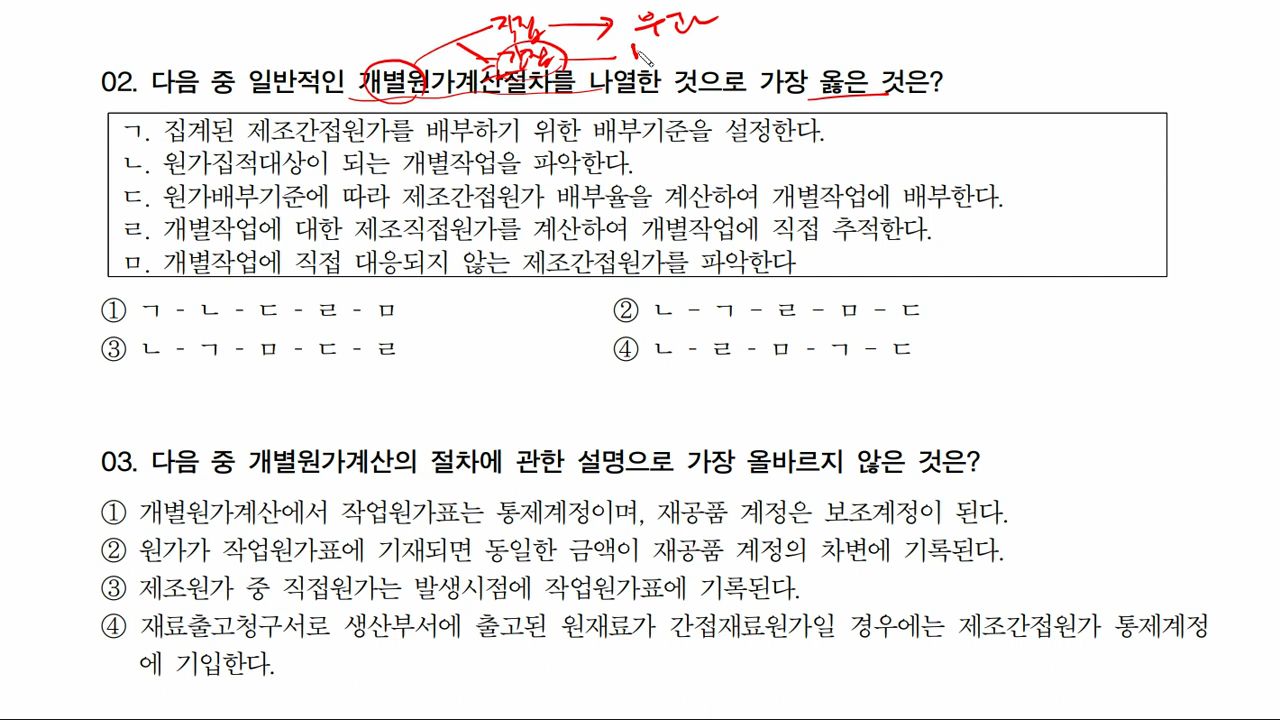 직접
간접
02. 다음 중 일반적인 개별원가계산절차를 나열한 것으로 가장 옳은 것은?
ㄱ. 집계된 제조간접원가를 배부하기 위한 배부기준을 설정한다.
ㄴ. 원가집적대상이 되는 개별작업을 파악한다.
ㄷ. 원가배부기준에 따라 제조간접원가 배부율을 계산하여 개별작업에 배부한다.
ㄹ. 개별작업에 대한 제조직접원가를 계산하여 개별작업에 직접 추적한다.
ㅁ. 개별작업에 직접 대응되지 않는 제조간접원가를 파악한다
① ㄱ - ㄴ - ㄷ - ㄹ - ㅁ ② ㄴ – ㄱ – ㄹ – ㅁ – ㄷ
③ ㄴ - ㄱ - ㅁ - ㄷ - ㄹ ④ ㄴ - ㄹ - ㅁ - ㄱ – ㄷ
03. 다음 중 개별원가계산의 절차에 관한 설명으로 가장 올바르지 않은 것은?
① 개별원가계산에서 작업원가표는 통제계정이며, 재공품 계정은 보조계정이 된다.
② 원가가 작업원가표에 기재되면 동일한 금액이 재공품 계정의 차변에 기록된다.
③ 제조원가 중 직접원가는 발생시점에 작업원가표에 기록된다.
④ 재료출고청구서로 생산부서에 출고된 원재료가 간접재료원가일 경우에는 제조간접원가 통제계정
에 기입한다.